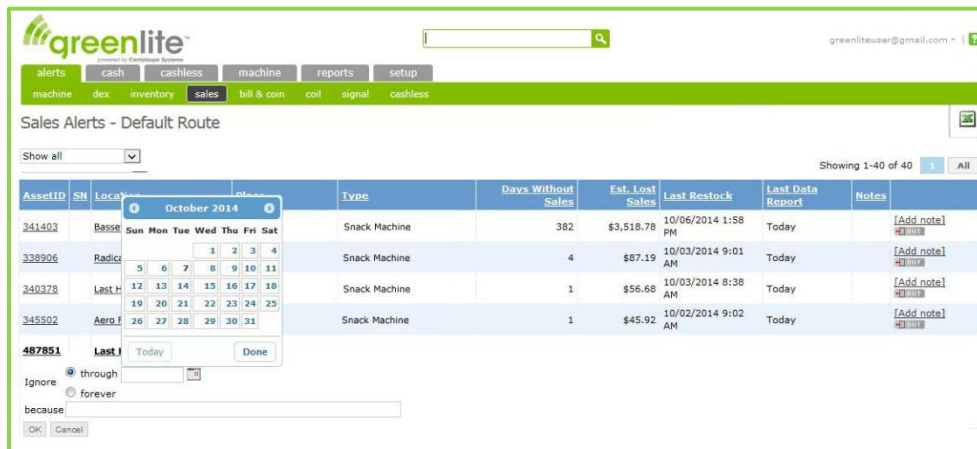 greenlite
powered by Cantaloupe Systems
greenliteuser@gmail.com
alerts cash cashless machine reports setup
machine dex inventory sales bill & coin coil signal cashless
Sales Alerts - Default Route
Show all
Showing 1-40 of 40 1 All
AssetID SN Location Place Type Days Without Sales Est. Lost Sales Last Restock Last Data Report Notes
341403 Basse Snack Machine 382 $3,518.78 10/06/2014 1:58 PM Today [Add note]
OUT
338906 Radica Snack Machine 4 $87.19 10/03/2014 9:01 AM Today [Add note]
OUT
340378 Last H Snack Machine 1 $56.68 10/03/2014 8:38 AM Today [Add note]
OUT
345502 Aero Snack Machine 1 $45.92 10/02/2014 9:02 AM Today [Add note]
OUT
487851 Last
October 2014
Sun Mon Tue Wed Thu Fri Sat
1 2 3 4
5 6 7 8 9 10 11
12 13 14 15 16 17 18
19 20 21 22 23 24 25
26 27 28 29 30 31
Today Done
Ignore through
forever
because
OK Cancel